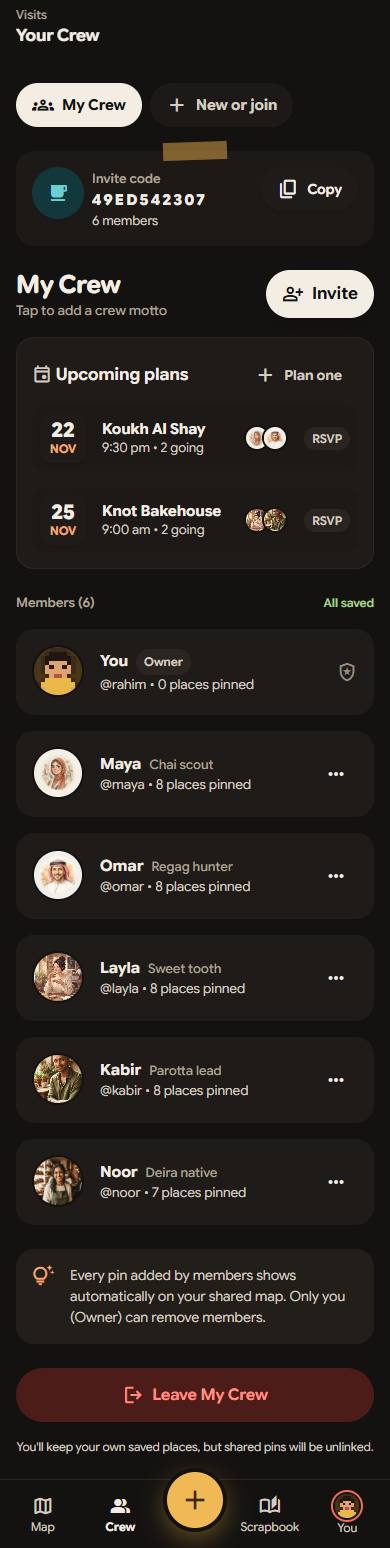 Visits
Your Crew
My Crew
New or join
Invite code
49ED542307
6 members
Copy
My Crew
Tap to add a crew motto
Invite
Upcoming plans
Plan one
22
NOV
Koukh Al Shay
9:30 pm • 2 going
RSVP
25
NOV
Knot Bakehouse
9:00 am • 2 going
RSVP
Members (6)
All saved
You Owner
@rahim • 0 places pinned
Maya Chai scout
@maya • 8 places pinned
Omar Regag hunter
@omar • 8 places pinned
Layla Sweet tooth
@layla • 8 places pinned
Kabir Parotta lead
@kabir • 8 places pinned
Noor Deira native
@noor • 7 places pinned
Every pin added by members shows
automatically on your shared map. Only you
(Owner) can remove members.
Leave My Crew
You'll keep your own saved places, but shared pins will be unlinked.
Map
Crew
Scrapbook
You